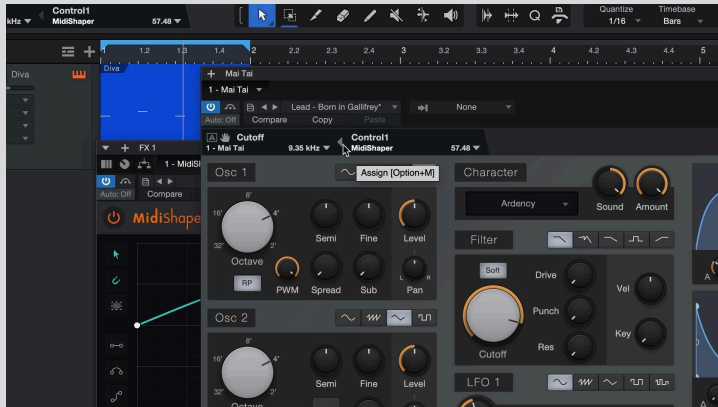 Control1
kHz MidiShaper 57.48
Quantize Timebase
1/16 Bars
1.2 1.3 1.4 2 2.2 2.3 2.4 3 3.2 3.3 3.4 4 4.2 4.3 4.4 5
Diva
Diva
Mai Tai
1 - Mai Tai
Lead - Born in Gallifrey* None
Auto: Off Compare Copy Paste
Cutoff Control1
1 - Mai Tai 9.35 kHz MidiShaper 57.48
Assign [Option+M]
FX 1
1 - MidiSh
Auto: Off Compare
MidiShape
Osc 1
8'
16' 4'
32' 2'
Octave
Semi Fine Level
RP
L R
PWM Spread Sub Pan
Osc 2
8'
16' 4'
32' 2'
Octave
Semi Fine Level
Character
Ardency
Sound Amount
Filter
Soft
Drive
Vel
Punch
Key
Res
Cutoff
LFO 1
A
A